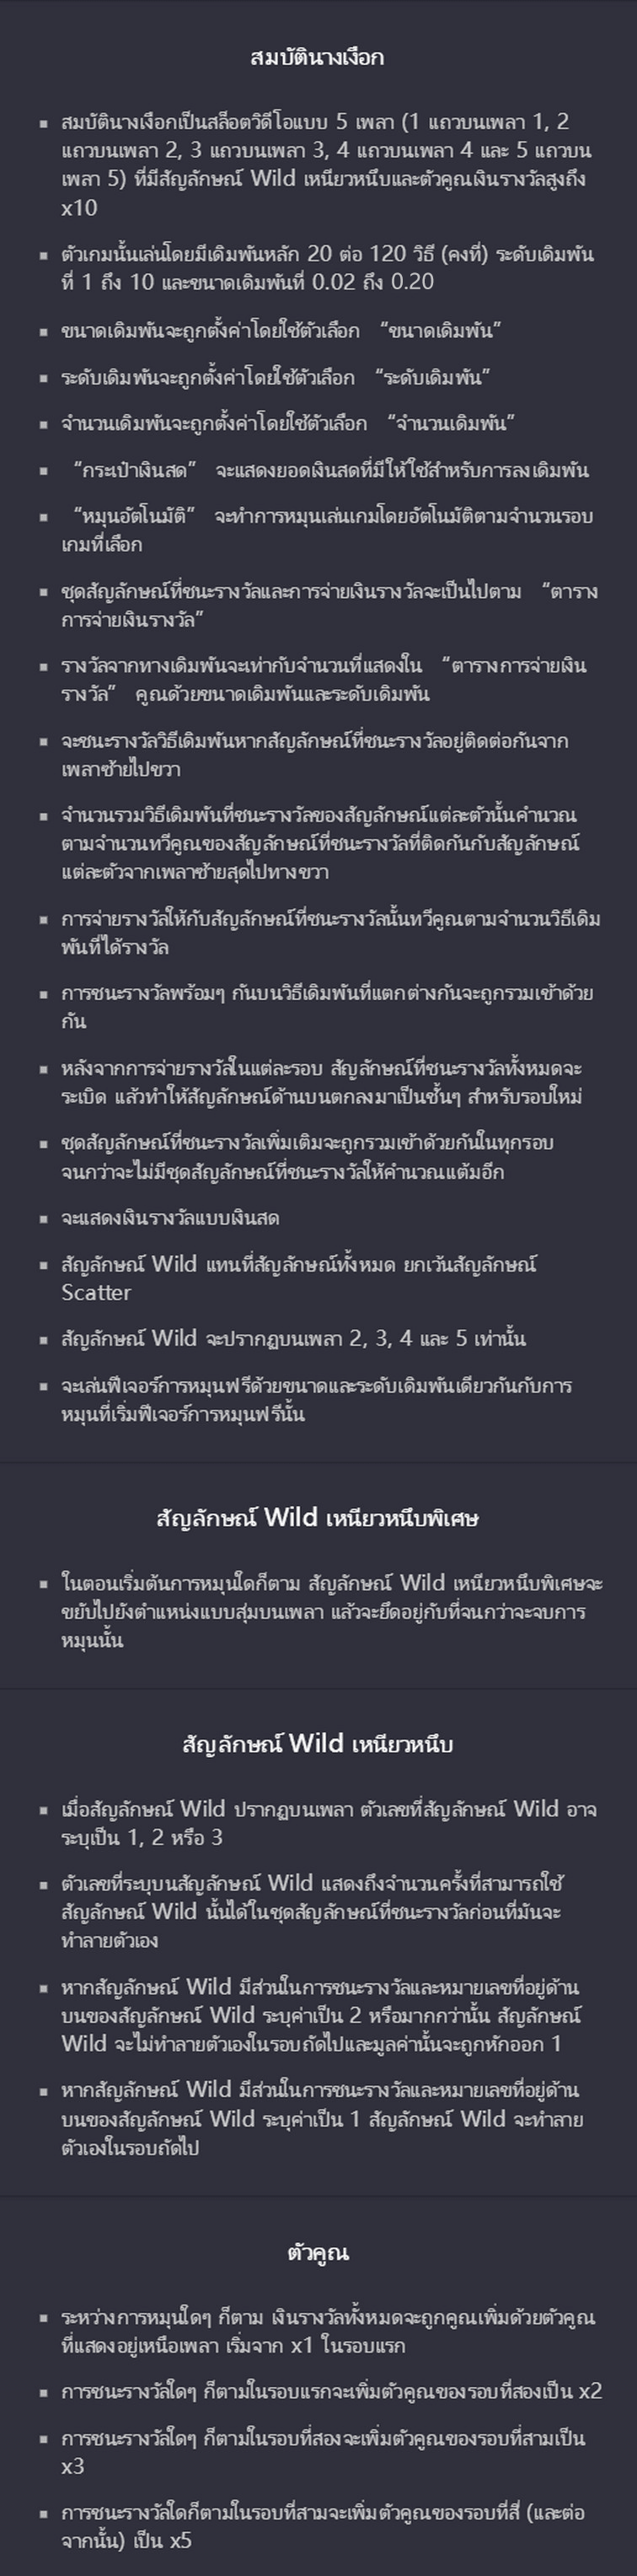 สมบัตินางเงือก
▪ สมบัตินางเงือกเป็นสล็อตวิดีโอแบบ 5 เพลา (1 แถวบนเพลา 1, 2
แถวบนเพลา 2, 3 แถวบนเพลา 3, 4 แถวบนเพลา 4 และ 5 แถวบน
เพลา 5) ที่มีสัญลักษณ์ Wild เหนียวหนึบและตัวคูณเงินรางวัลสูงถึง
x10
▪ ตัวเกมนั้นเล่นโดยมีเดิมพันหลัก 20 ต่อ 120 วิธี (คงที่) ระดับเดิมพัน
ที่ 1 ถึง 10 และขนาดเดิมพันที่ 0.02 ถึง 0.20
▪ ขนาดเดิมพันจะถูกตั้งค่าโดยใช้ตัวเลือก “ขนาดเดิมพัน”
▪ ระดับเดิมพันจะถูกตั้งค่าโดยใช้ตัวเลือก “ระดับเดิมพัน”
▪ จำนวนเดิมพันจะถูกตั้งค่าโดยใช้ตัวเลือก “จำนวนเดิมพัน”
▪ “กระเป๋าเงินสด” จะแสดงยอดเงินสดที่มีให้ใช้สำหรับการลงเดิมพัน
▪ “หมุนอัตโนมัติ” จะทำการหมุนเล่นเกมโดยอัตโนมัติตามจำนวนรอบ
เกมที่เลือก
▪ ชุดสัญลักษณ์ที่ชนะรางวัลและการจ่ายเงินรางวัลจะเป็นไปตาม “ตาราง
การจ่ายเงินรางวัล”
▪ รางวัลจากทางเดิมพันจะเท่ากับจำนวนที่แสดงใน “ตารางการจ่ายเงิน
รางวัล” คูณด้วยขนาดเดิมพันและระดับเดิมพัน
▪ จะชนะรางวัลวิธีเดิมพันหากสัญลักษณ์ที่ชนะรางวัลอยู่ติดต่อกันจาก
เพลาซ้ายไปขวา
▪ จำนวนรวมวิธีเดิมพันที่ชนะรางวัลของสัญลักษณ์แต่ละตัวนั้นคำนวณ
ตามจำนวนทวีคูณของสัญลักษณ์ที่ชนะรางวัลที่ติดกันกับสัญลักษณ์
แต่ละตัวจากเพลาซ้ายสุดไปทางขวา
▪ การจ่ายรางวัลให้กับสัญลักษณ์ที่ชนะรางวัลนั้นทวีคูณตามจำนวนวิธีเดิม
พันที่ได้รางวัล
▪ การชนะรางวัลพร้อมๆ กันบนวิธีเดิมพันที่แตกต่างกันจะถูกรวมเข้าด้วย
กัน
▪ หลังจากการจ่ายรางวัลในแต่ละรอบ สัญลักษณ์ที่ชนะรางวัลทั้งหมดจะ
ระเบิด แล้วทำให้สัญลักษณ์ด้านบนตกลงมาเป็นชั้นๆ สำหรับรอบใหม่
▪ ชุดสัญลักษณ์ที่ชนะรางวัลเพิ่มเติมจะถูกรวมเข้าด้วยกันในทุกรอบ
จนกว่าจะไม่มีชุดสัญลักษณ์ที่ชนะรางวัลให้คำนวณแต้มอีก
▪ จะแสดงเงินรางวัลแบบเงินสด
▪ สัญลักษณ์ Wild แทนที่สัญลักษณ์ทั้งหมด ยกเว้นสัญลักษณ์
Scatter
▪ สัญลักษณ์ Wild จะปรากฏบนเพลา 2, 3, 4 และ 5 เท่านั้น
▪ จะเล่นฟีเจอร์การหมุนฟรีด้วยขนาดและระดับเดิมพันเดียวกันกับการ
หมุนที่เริ่มฟีเจอร์การหมุนฟรีนั้น
สัญลักษณ์ Wild เหนียวหนึบพิเศษ
▪ ในตอนเริ่มต้นการหมุนใดก็ตาม สัญลักษณ์ Wild เหนียวหนึบพิเศษจะ
ขยับไปยังตำแหน่งแบบสุ่มบนเพลา แล้วจะยึดอยู่กับที่จนกว่าจะจบการ
หมุนนั้น
สัญลักษณ์ Wild เหนียวหนึบ
▪ เมื่อสัญลักษณ์ Wild ปรากฏบนเพลา ตัวเลขที่สัญลักษณ์ Wild อาจ
ระบุเป็น 1, 2 หรือ 3
▪ ตัวเลขที่ระบุบนสัญลักษณ์ Wild แสดงถึงจำนวนครั้งที่สามารถใช้
สัญลักษณ์ Wild นั้นได้ในชุดสัญลักษณ์ที่ชนะรางวัลก่อนที่มันจะ
ทำลายตัวเอง
▪ หากสัญลักษณ์ Wild มีส่วนในการชนะรางวัลและหมายเลขที่อยู่ด้าน
บนของสัญลักษณ์ Wild ระบุค่าเป็น 2 หรือมากกว่านั้น สัญลักษณ์
Wild จะไม่ทำลายตัวเองในรอบถัดไปและมูลค่านั้นจะถูกหักออก 1
▪ หากสัญลักษณ์ Wild มีส่วนในการชนะรางวัลและหมายเลขที่อยู่ด้าน
บนของสัญลักษณ์ Wild ระบุค่าเป็น 1 สัญลักษณ์ Wild จะทำลาย
ตัวเองในรอบถัดไป
ตัวคูณ
▪ ระหว่างการหมุนใดๆ ก็ตาม เงินรางวัลทั้งหมดจะถูกคูณเพิ่มด้วยตัวคูณ
ที่แสดงอยู่เหนือเพลา เริ่มจาก x1 ในรอบแรก
▪ การชนะรางวัลใดๆ ก็ตามในรอบแรกจะเพิ่มตัวคูณของรอบที่สองเป็น x2
▪ การชนะรางวัลใดๆ ก็ตามในรอบที่สองจะเพิ่มตัวคูณของรอบที่สามเป็น
x3
▪ การชนะรางวัลใดก็ตามในรอบที่สามจะเพิ่มตัวคูณของรอบที่สี่ (และต่อ
จากนั้น) เป็น x5